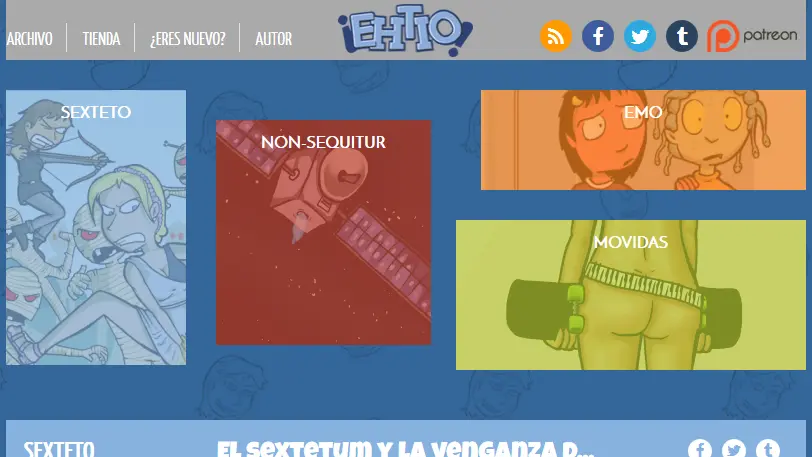 ARCHIVO
TIENDA
¿ERES NUEVO?
AUTOR
¡EHTIO!
patreon
SEXTETO
NON-SEQUITUR
EMO
MOVIDAS
SEXTETO
El sextetum y la venganza d...